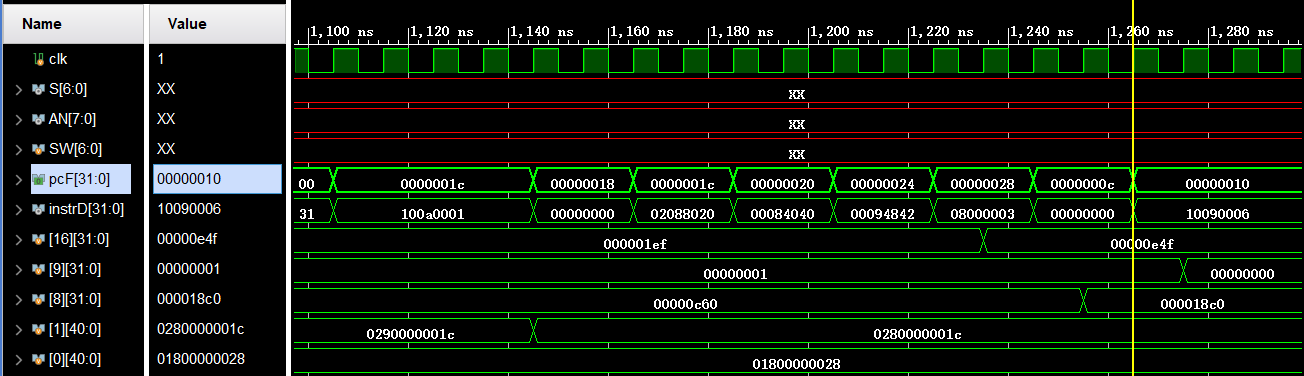 Name Value
1,100 ns 1,120 ns 1,140 ns 1,160 ns 1,180 ns 1,200 ns 1,220 ns 1,240 ns 1,260 ns 1,280 ns
clk 1
S[6:0] XX XX
AN[7:0] XX XX
SW[6:0] XX XX
pcF[31:0] 00000010 00 0000001c 00000018 0000001c 00000020 00000024 00000028 0000000c 00000010
instrD[31:0] 10090006 31 100a0001 00000000 02088020 00084040 00094842 08000003 00000000 10090006
[16][31:0] 00000e4f 000001ef 00000e4f
[9][31:0] 00000001 00000001 00000000
[8][31:0] 000018c0 00000c60 000018c0
[1][40:0] 0280000001c 0290000001c 0280000001c
[0][40:0] 01800000028 01800000028